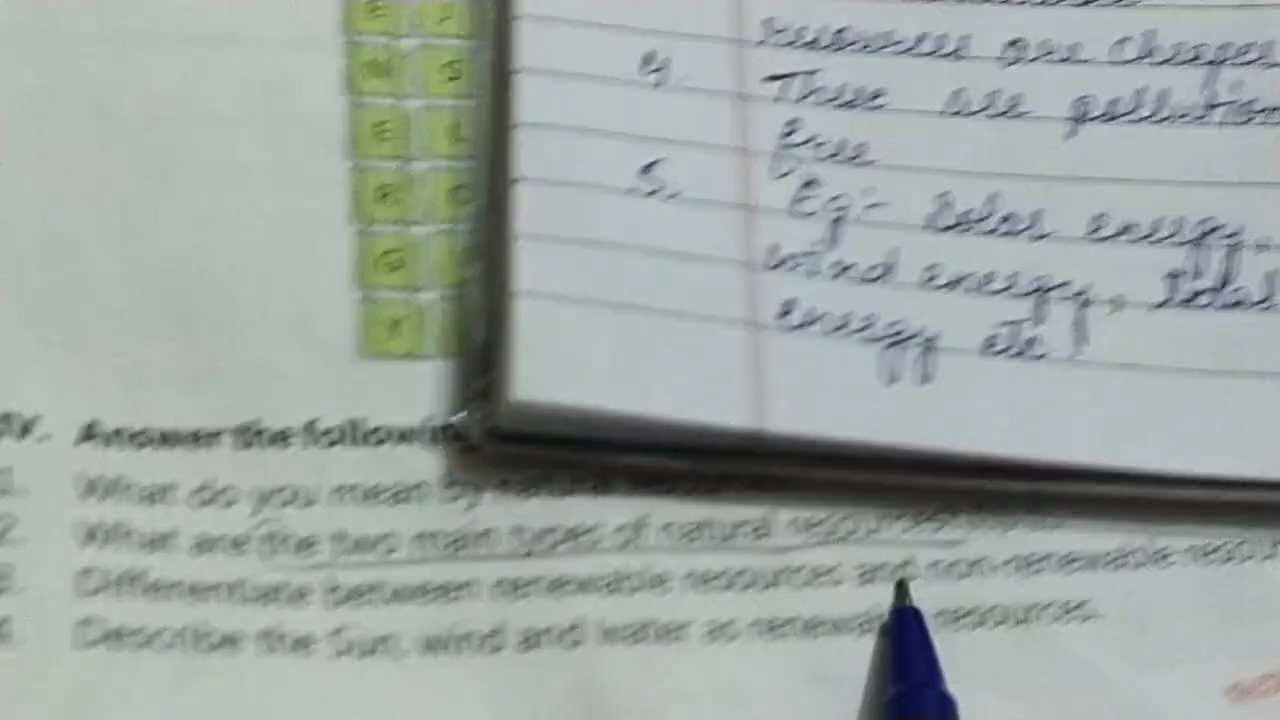 E
N S
E L
R
G
Y
resources are cheaper
4. These are pollution
free
5. Eg:- Solar energy,
wind energy, Tidal
energy etc.
IV. Answer the following
1. What do you mean by natural
2. What are the two main types of natural resources
3. Differentiate between renewable resources and non-renewable
4. Describe the Sun, wind and water as renewable resources.